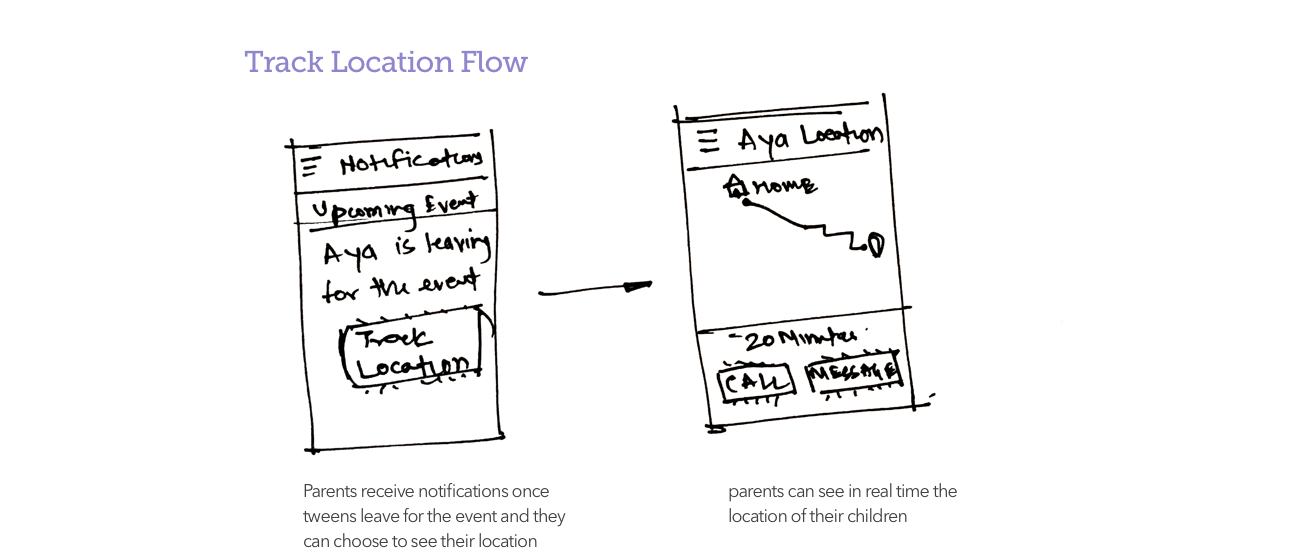 Track Location Flow
Notifications
Upcoming Event
Aya is leaving
for the event
Track
Location
Aya Location
Home
-20 Minutes
CALL
MESSAGE
Parents receive notifications once
tweens leave for the event and they
can choose to see their location
parents can see in real time the
location of their children